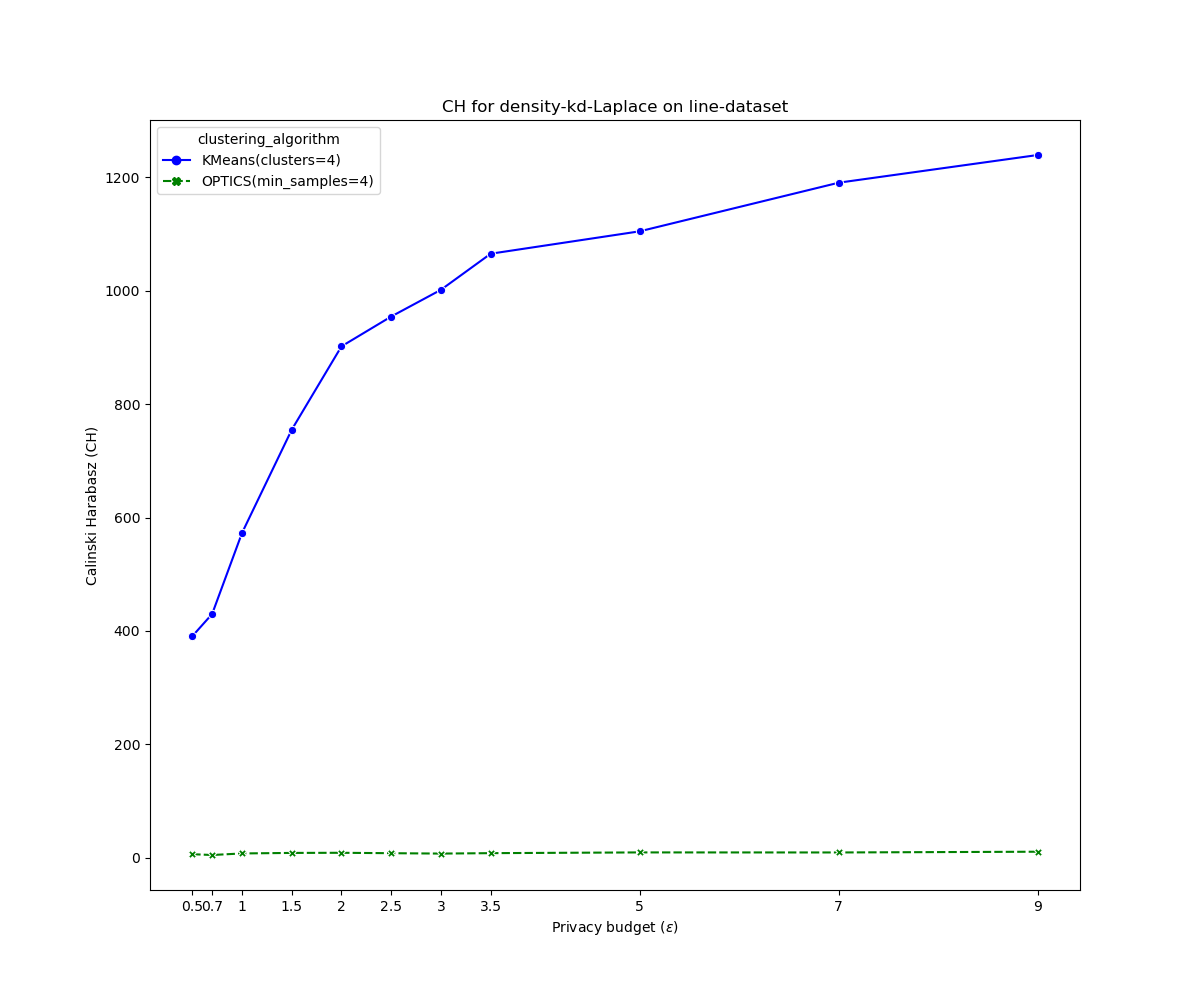 CH for density-kd-Laplace on line-dataset
clustering_algorithm
KMeans(clusters=4)
OPTICS(min_samples=4)
1200
1000
800
600
400
200
0
Calinski Harabasz (CH)
0.5 0.7 1 1.5 2 2.5 3 3.5 5 7 9
Privacy budget (ε)